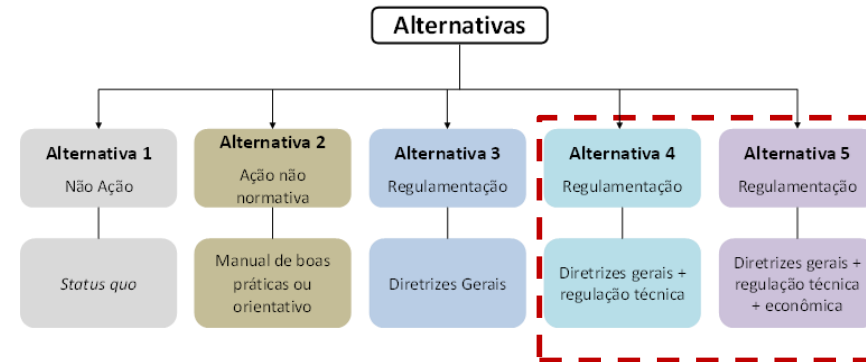 Alternativas
Alternativa 1
Não Ação
Alternativa 2
Ação não
normativa
Alternativa 3
Regulamentação
Alternativa 4
Regulamentação
Alternativa 5
Regulamentação
Status quo
Manual de boas
práticas ou
orientativo
Diretrizes Gerais
Diretrizes gerais +
regulação técnica
Diretrizes gerais +
regulação técnica
+ econômica